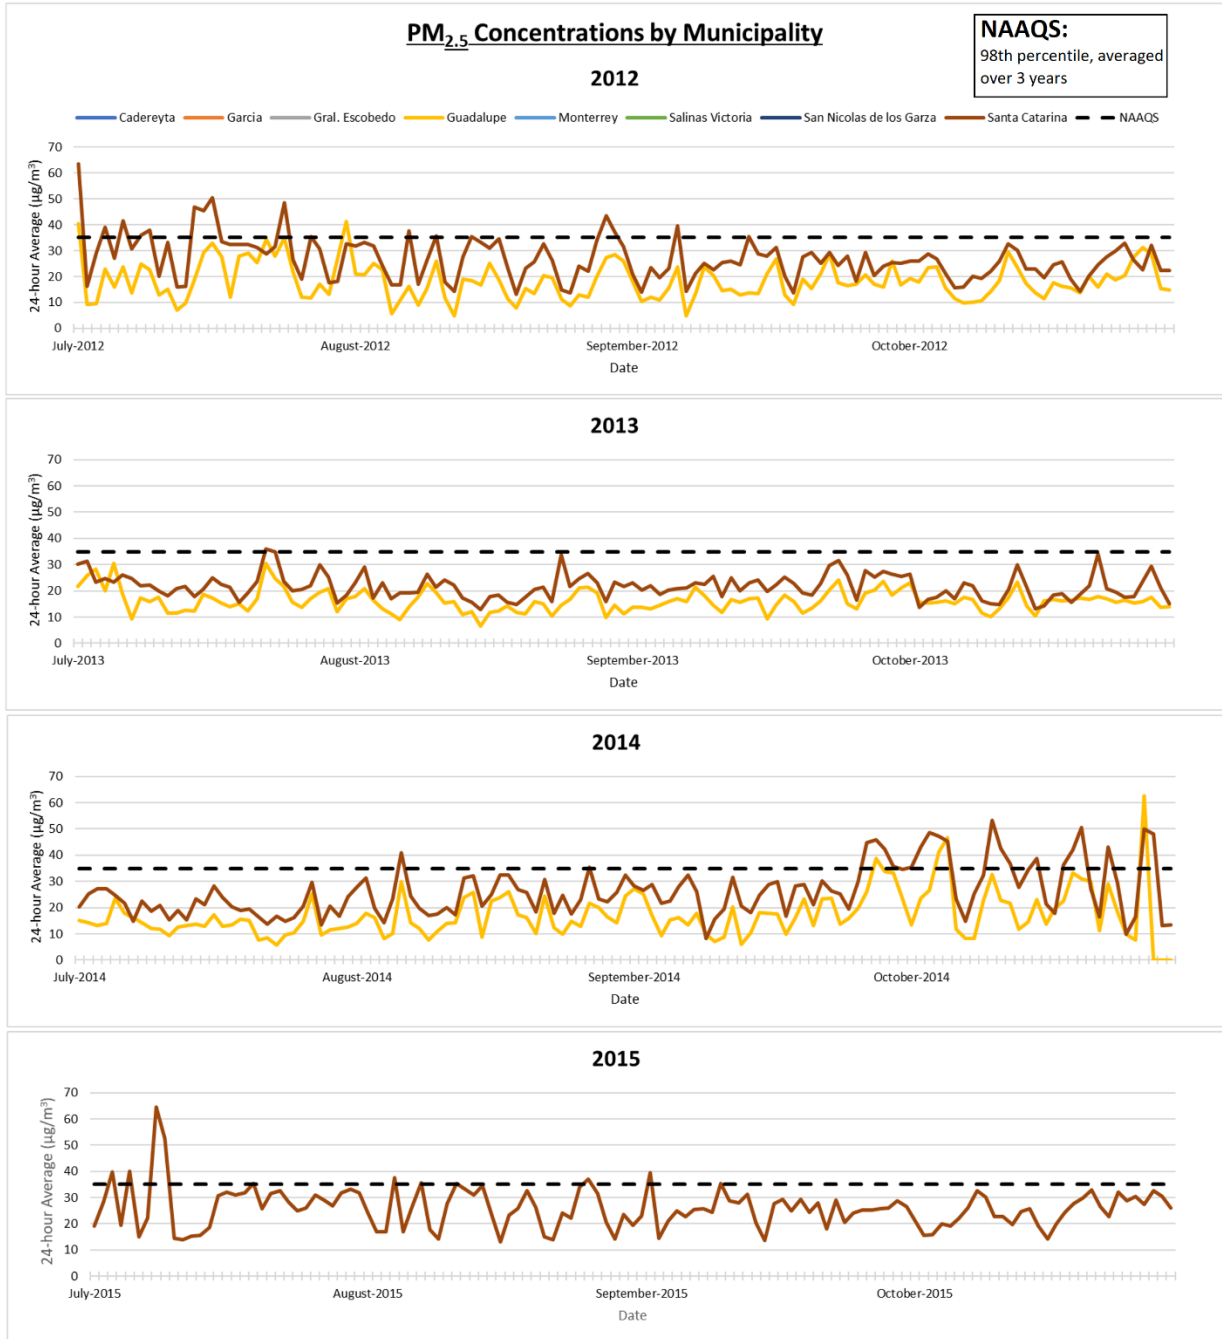 PM2.5 Concentrations by Municipality
NAAQS:
98th percentile, averaged
over 3 years
2012
Cadereyta Garcia Gral. Escobedo Guadalupe Monterrey Salinas Victoria San Nicolas de los Garza Santa Catarina NAAQS
24-hour Average (µg/m³)
70
60
50
40
30
20
10
0
July-2012 August-2012 September-2012 October-2012
Date
2013
24-hour Average (µg/m³)
70
60
50
40
30
20
10
0
July-2013 August-2013 September-2013 October-2013
Date
2014
24-hour Average (µg/m³)
70
60
50
40
30
20
10
0
July-2014 August-2014 September-2014 October-2014
Date
2015
24-hour Average (µg/m³)
70
60
50
40
30
20
10
0
July-2015 August-2015 September-2015 October-2015
Date